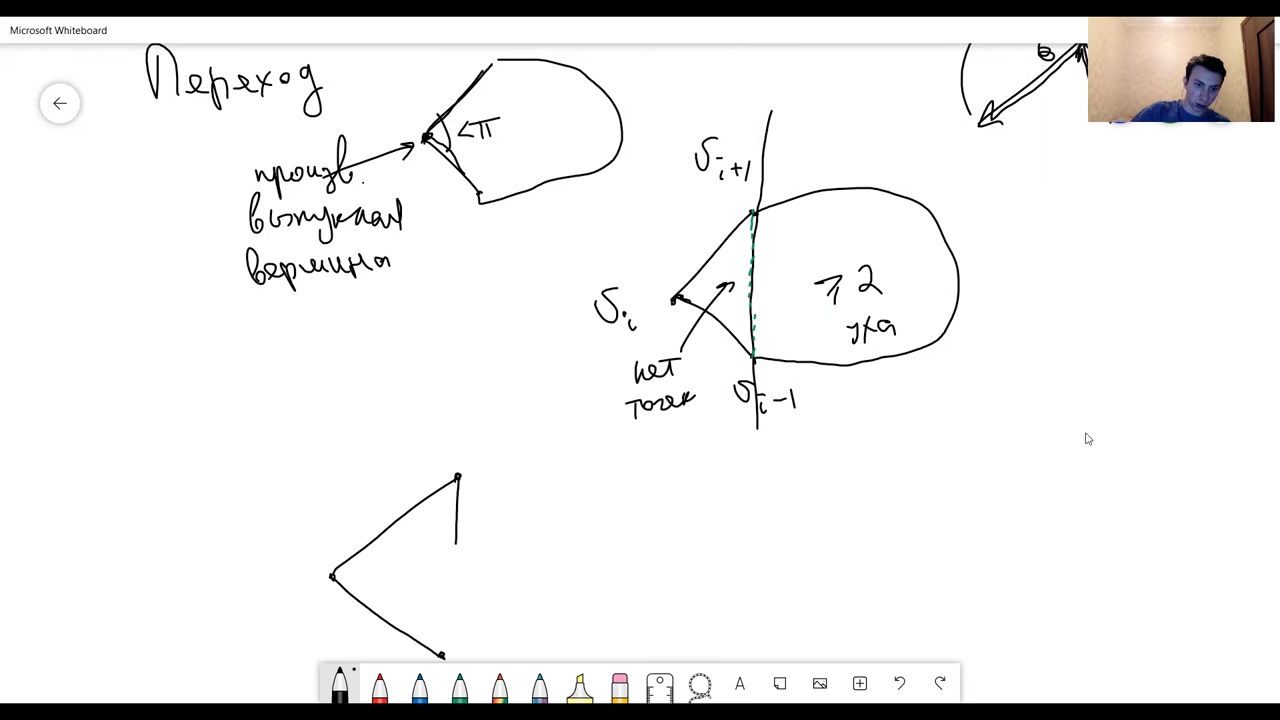 Microsoft Whiteboard
Переход
< π
произв.
выпуклая
вершина
v_{i+1}
v_i
≥ 2
уха
нет
точек
v_{i-1}
A